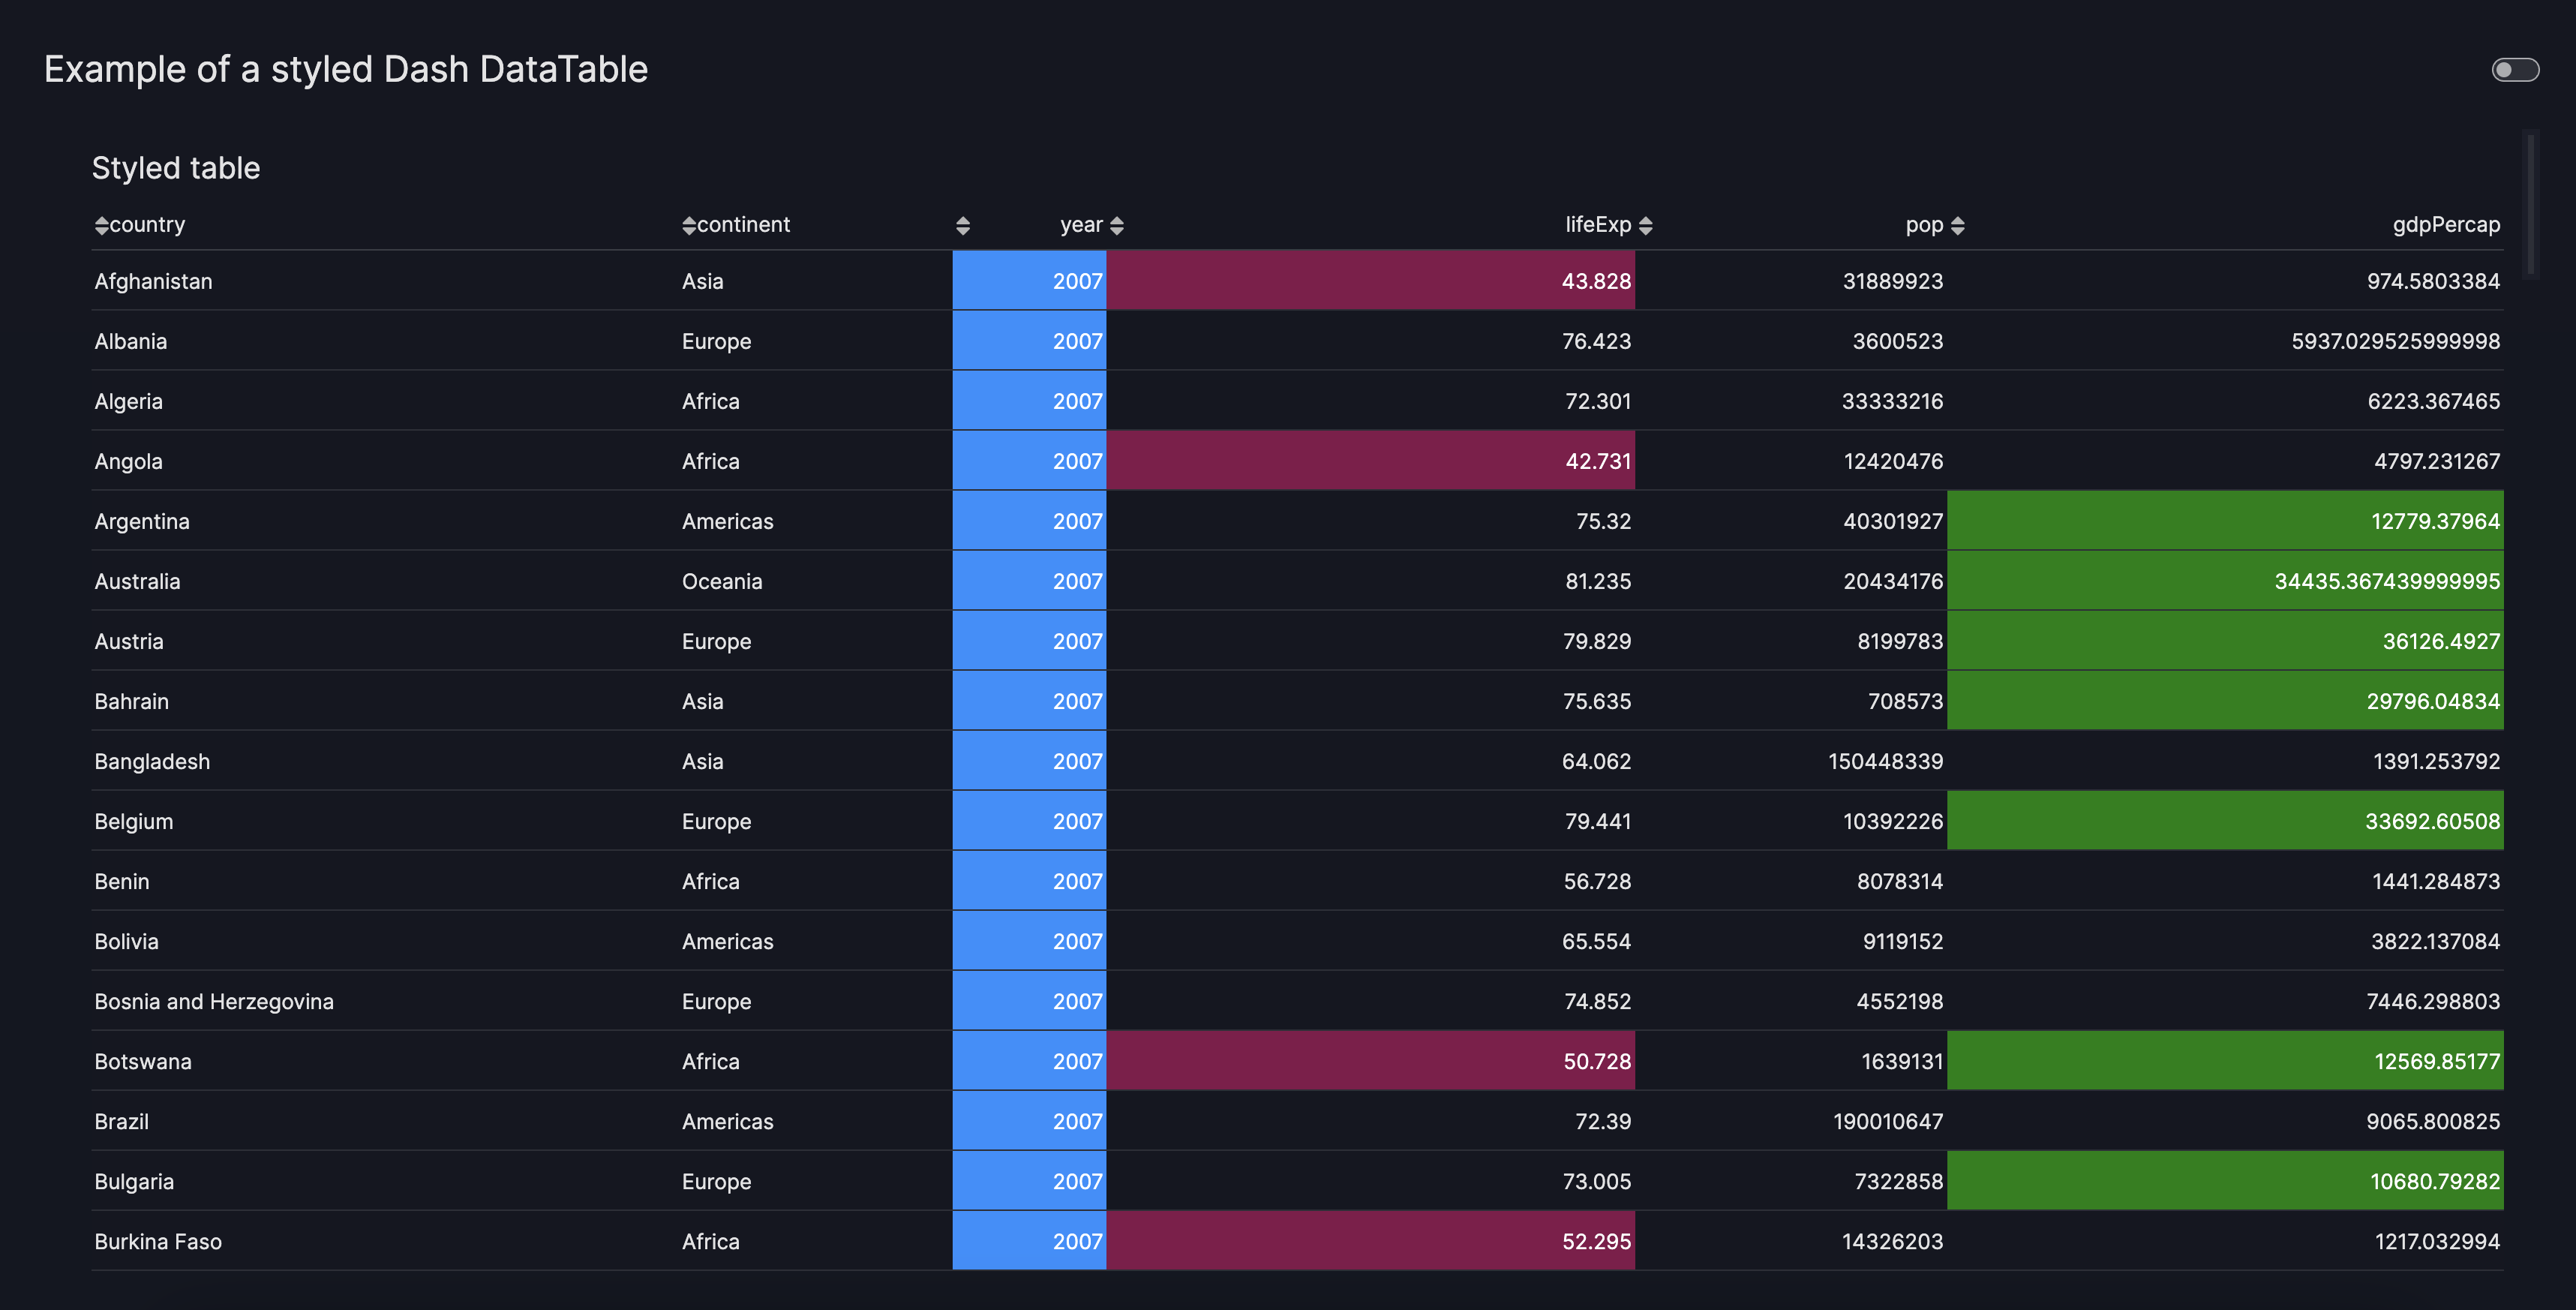 Example of a styled Dash DataTable
Styled table
country continent year lifeExp pop gdpPercap
Afghanistan Asia 2007 43.828 31889923 974.5803384
Albania Europe 2007 76.423 3600523 5937.029525999998
Algeria Africa 2007 72.301 33333216 6223.367465
Angola Africa 2007 42.731 12420476 4797.231267
Argentina Americas 2007 75.32 40301927 12779.37964
Australia Oceania 2007 81.235 20434176 34435.367439999995
Austria Europe 2007 79.829 8199783 36126.4927
Bahrain Asia 2007 75.635 708573 29796.04834
Bangladesh Asia 2007 64.062 150448339 1391.253792
Belgium Europe 2007 79.441 10392226 33692.60508
Benin Africa 2007 56.728 8078314 1441.284873
Bolivia Americas 2007 65.554 9119152 3822.137084
Bosnia and Herzegovina Europe 2007 74.852 4552198 7446.298803
Botswana Africa 2007 50.728 1639131 12569.85177
Brazil Americas 2007 72.39 190010647 9065.800825
Bulgaria Europe 2007 73.005 7322858 10680.79282
Burkina Faso Africa 2007 52.295 14326203 1217.032994